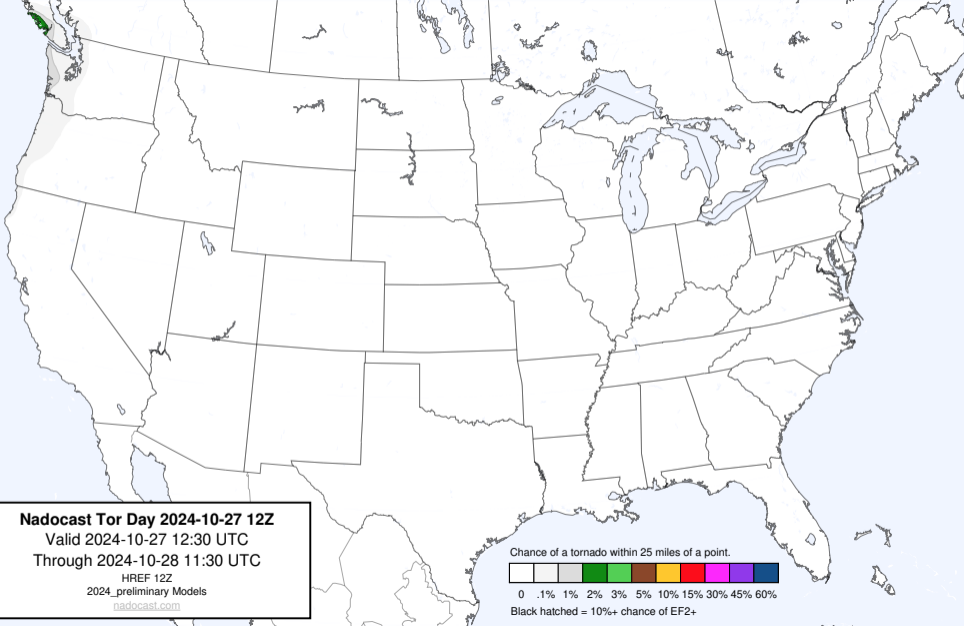 Nadocast Tor Day 2024-10-27 12Z
Valid 2024-10-27 12:30 UTC
Through 2024-10-28 11:30 UTC
HREF 12Z
2024_preliminary Models
nadocast.com
Chance of a tornado within 25 miles of a point.
0 .1% 1% 2% 3% 5% 10% 15% 30% 45% 60%
Black hatched = 10%+ chance of EF2+